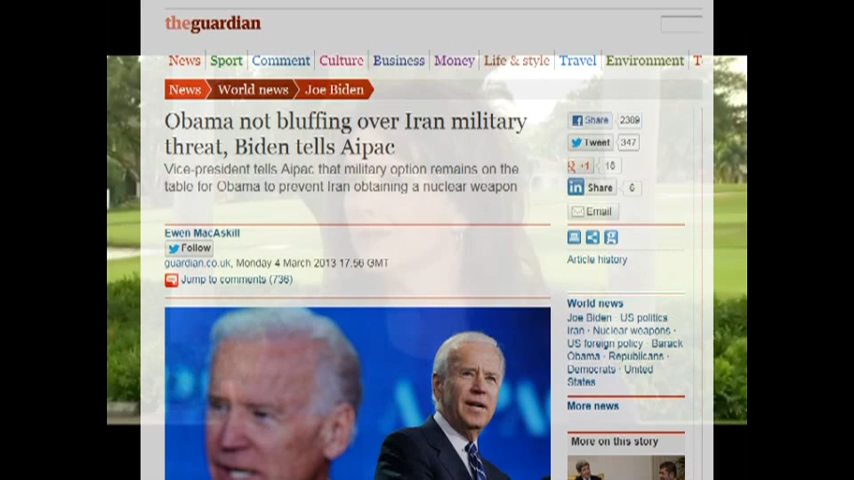 theguardian
News Sport Comment Culture Business Money Life & style Travel Environment T
News World news Joe Biden
Obama not bluffing over Iran military
threat, Biden tells Aipac
Vice-president tells Aipac that military option remains on the
table for Obama to prevent Iran obtaining a nuclear weapon
Ewen MacAskill
Follow
guardian.co.uk, Monday 4 March 2013 17.56 GMT
Jump to comments (736)
Share 2309
Tweet 347
+1 18
Share 6
Email
Article history
World news
Joe Biden · US politics
Iran · Nuclear weapons ·
US foreign policy · Barack
Obama · Republicans ·
Democrats · United
States
More news
More on this story